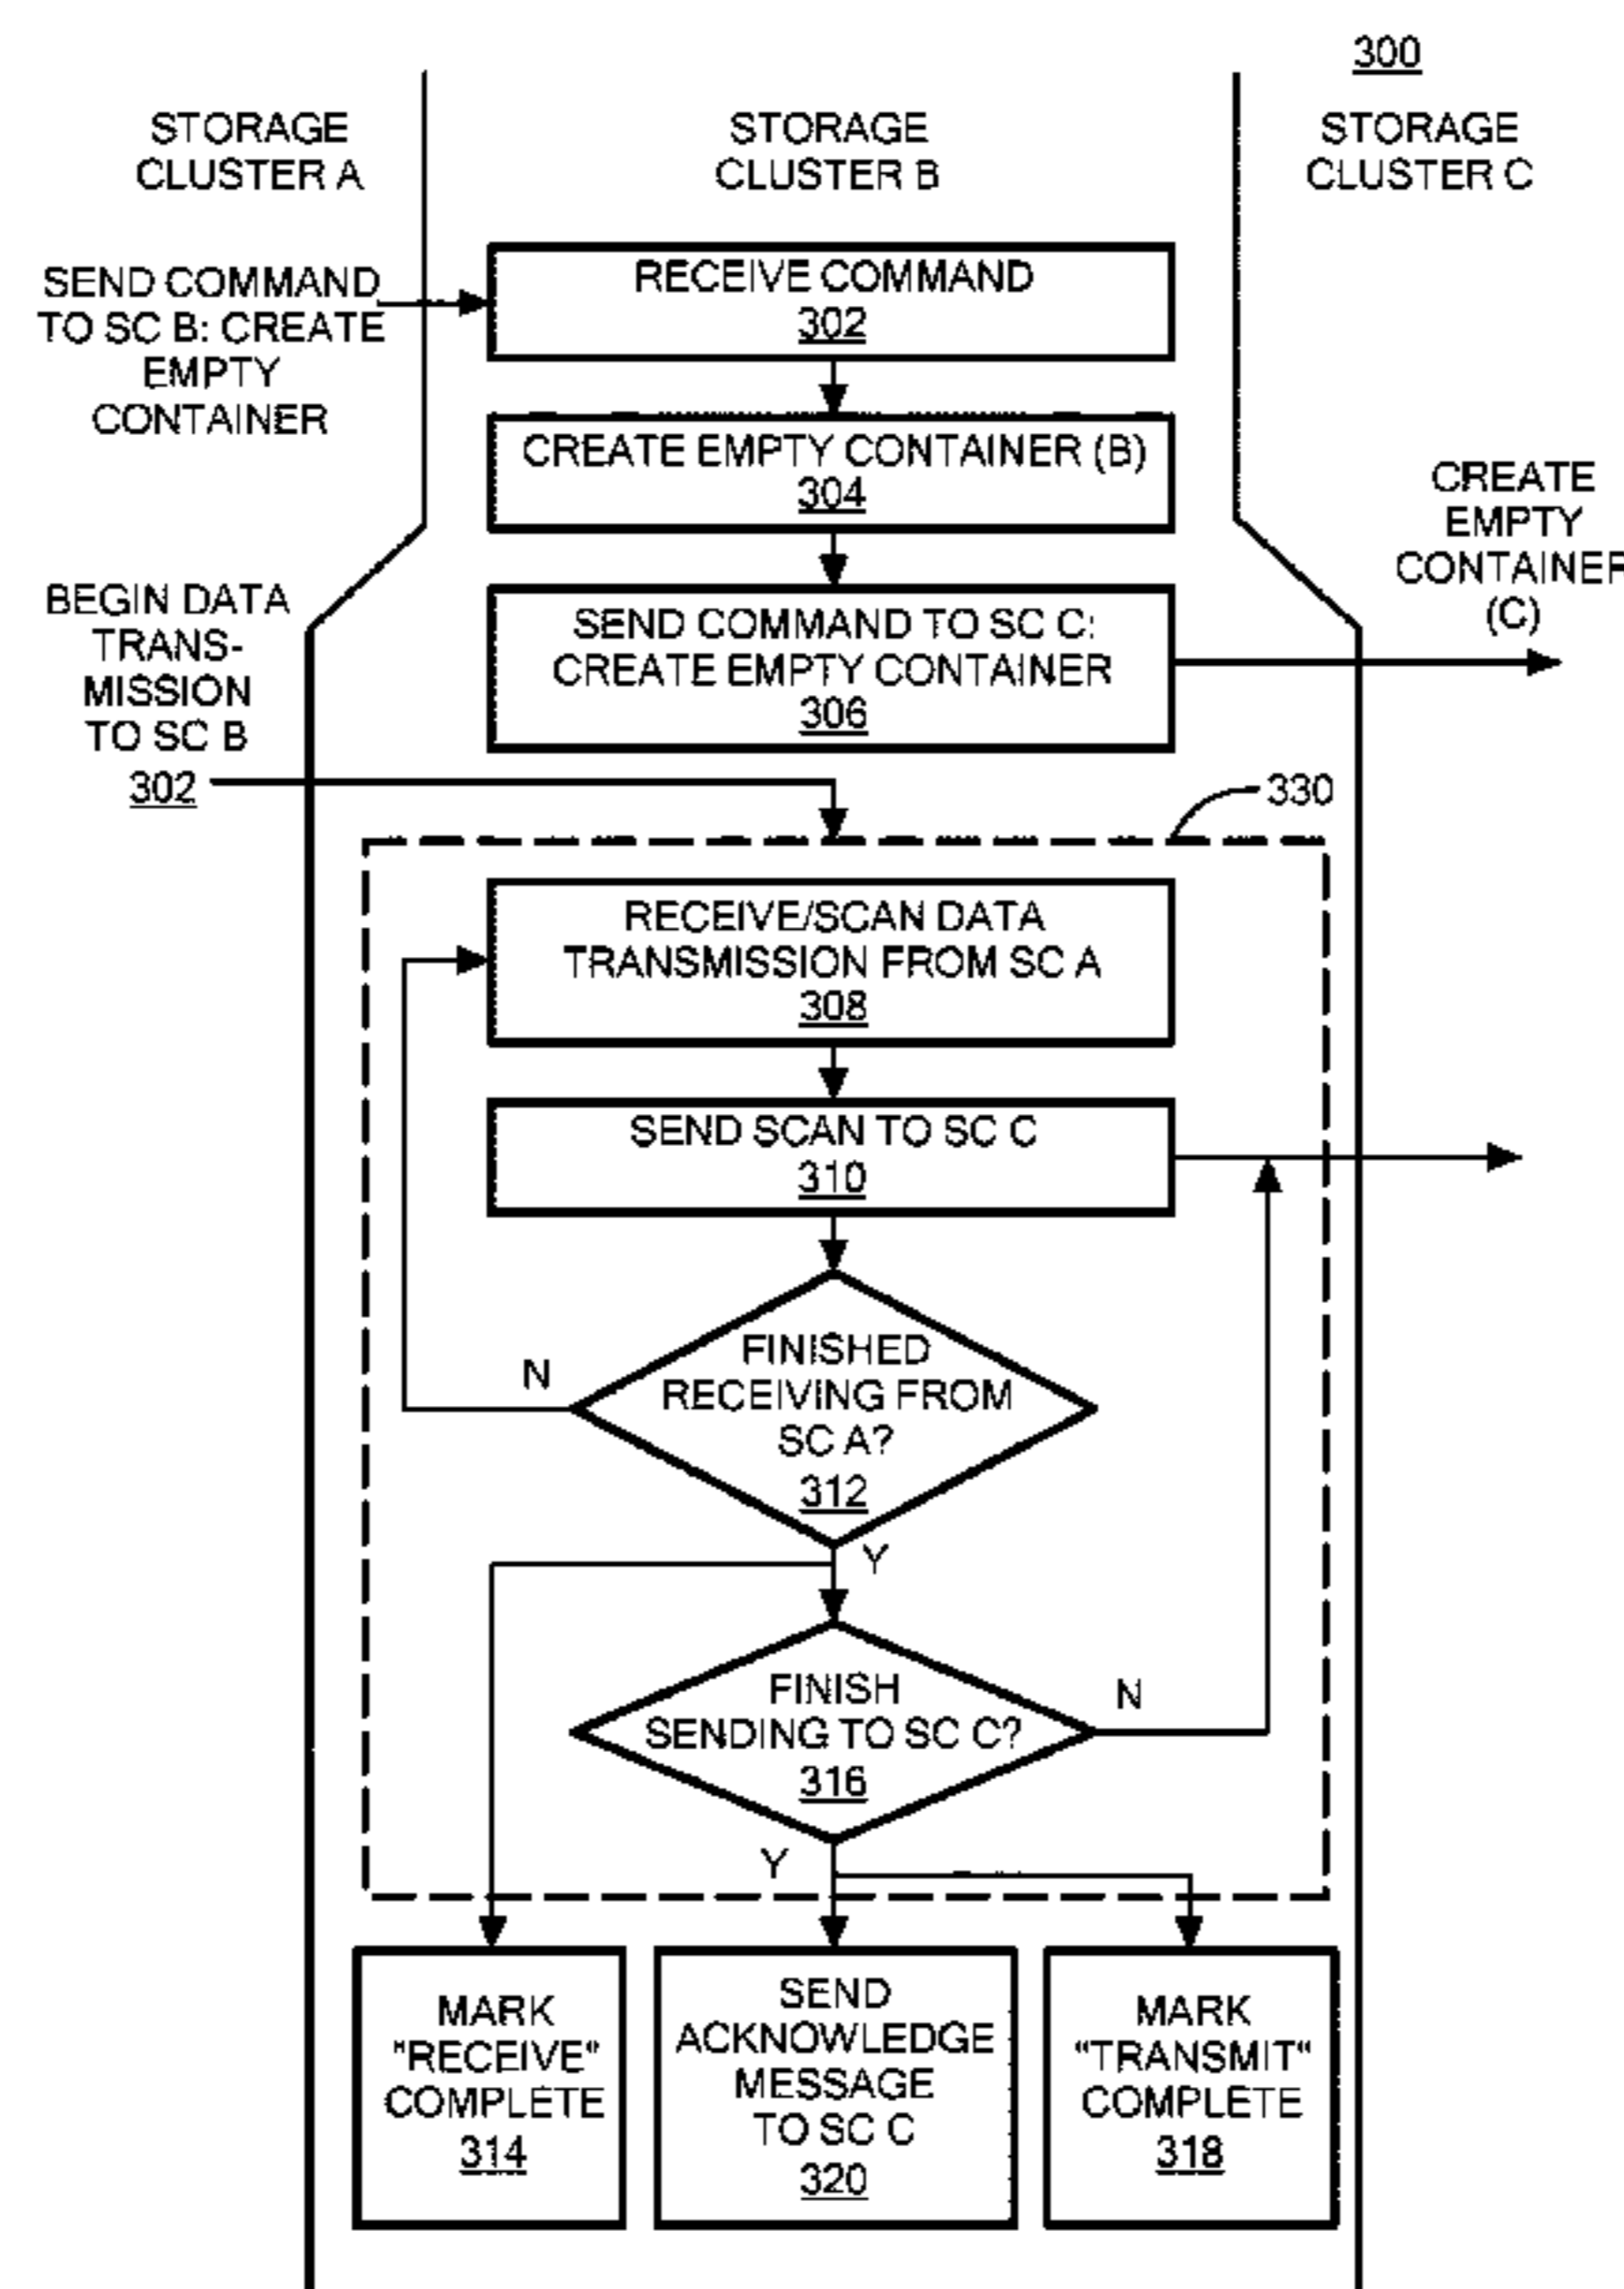 300
STORAGE
CLUSTER A
STORAGE
CLUSTER B
STORAGE
CLUSTER C
SEND COMMAND
TO SC B: CREATE
EMPTY
CONTAINER
RECEIVE COMMAND
302
CREATE EMPTY CONTAINER (B)
304
CREATE
EMPTY
CONTAINER
(C)
SEND COMMAND TO SC C:
CREATE EMPTY CONTAINER
306
BEGIN DATA
TRANS-
MISSION
TO SC B
302
330
RECEIVE/SCAN DATA
TRANSMISSION FROM SC A
308
SEND SCAN TO SC C
310
FINISHED
RECEIVING FROM
SC A?
312
N
Y
FINISH
SENDING TO SC C?
316
N
Y
MARK
"RECEIVE"
COMPLETE
314
SEND
ACKNOWLEDGE
MESSAGE
TO SC C
320
MARK
"TRANSMIT"
COMPLETE
318